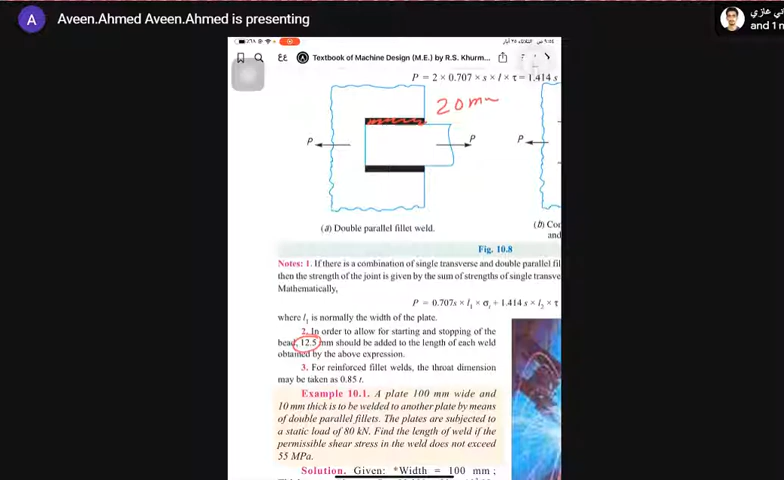 A Aveen.Ahmed Aveen.Ahmed is presenting
and 1 n
Textbook of Machine Design (M.E.) by R.S. Khurm...
P = 2 × 0.707 × s × l × τ = 1.414 s
20 mm
P
P
P
(a) Double parallel fillet weld.
(b) Cor
and
Fig. 10.8
Notes: 1. If there is a combination of single transverse and double parallel fil
then the strength of the joint is given by the sum of strengths of single transve
Mathematically,
P = 0.707s × l₁ × σₜ + 1.414 s × l₂ × τ
where l₁ is normally the width of the plate.
2. In order to allow for starting and stopping of the
bead, 12.5 mm should be added to the length of each weld
obtained by the above expression.
3. For reinforced fillet welds, the throat dimension
may be taken as 0.85 t.
Example 10.1. A plate 100 mm wide and
10 mm thick is to be welded to another plate by means
of double parallel fillets. The plates are subjected to
a static load of 80 kN. Find the length of weld if the
permissible shear stress in the weld does not exceed
55 MPa.
Solution. Given: *Width = 100 mm ;